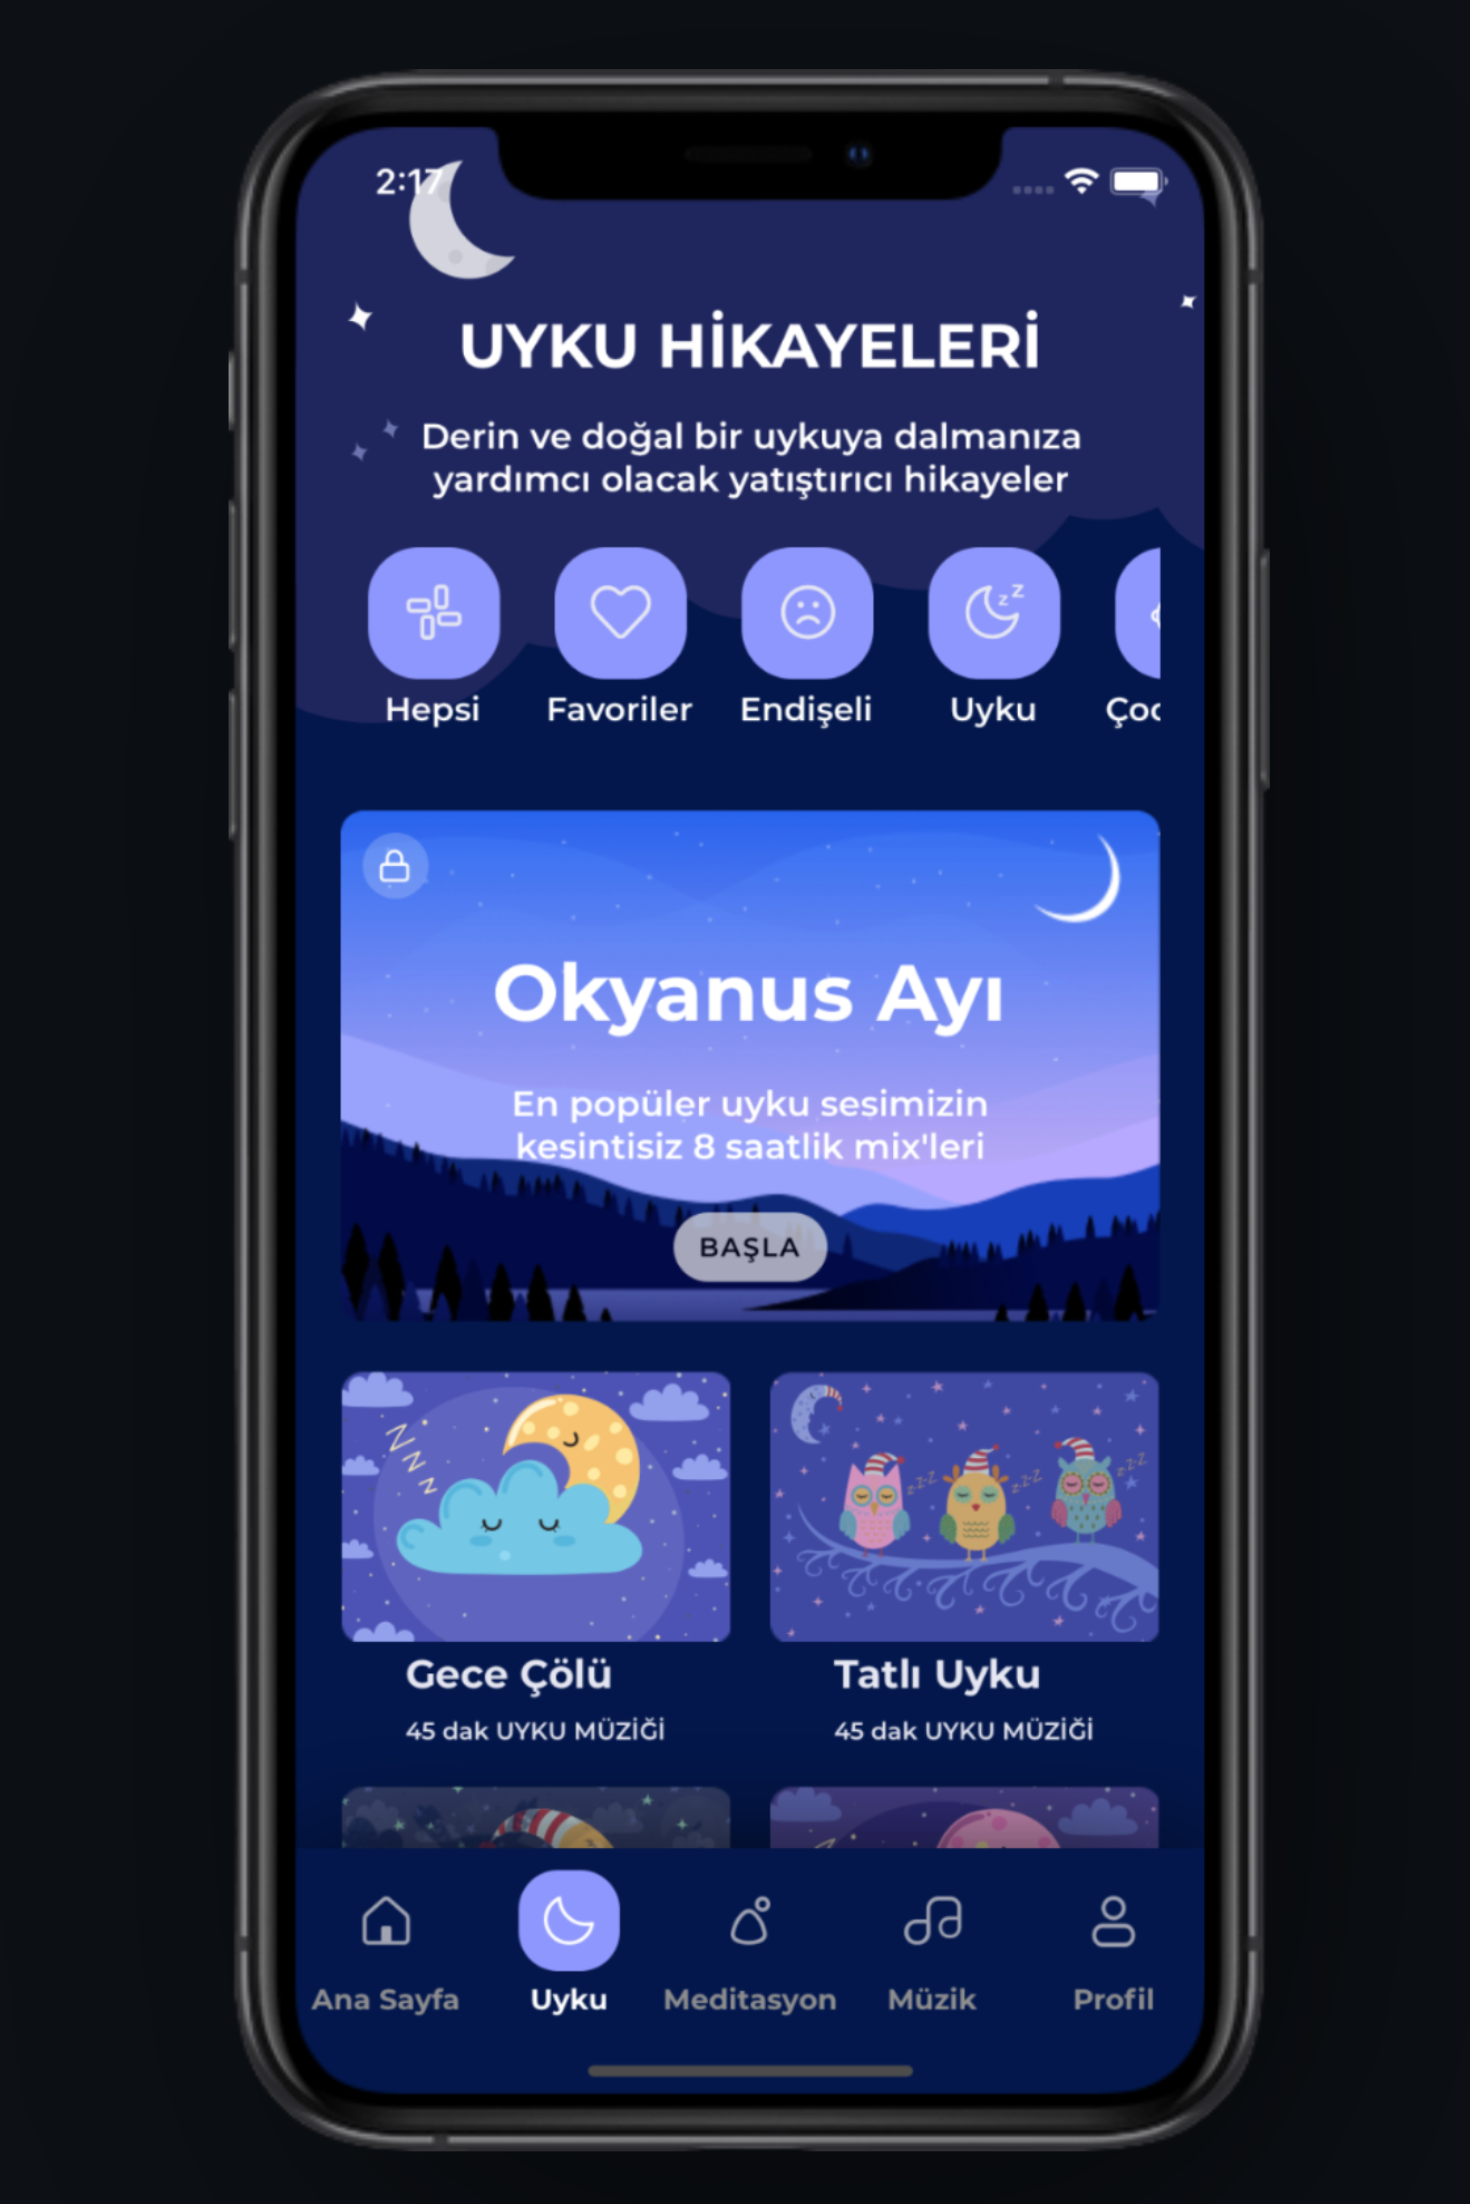 2:17
UYKU HİKAYELERİ
Derin ve doğal bir uykuya dalmanıza
yardımcı olacak yatıştırıcı hikayeler
Hepsi Favoriler Endişeli Uyku
Okyanus Ayı
En popüler uyku sesimizin
kesintisiz 8 saatlik mix'leri
BAŞLA
Gece Çölü Tatlı Uyku
45 dak UYKU MÜZİĞİ 45 dak UYKU MÜZİĞİ
Ana Sayfa Uyku Meditasyon Müzik Profil